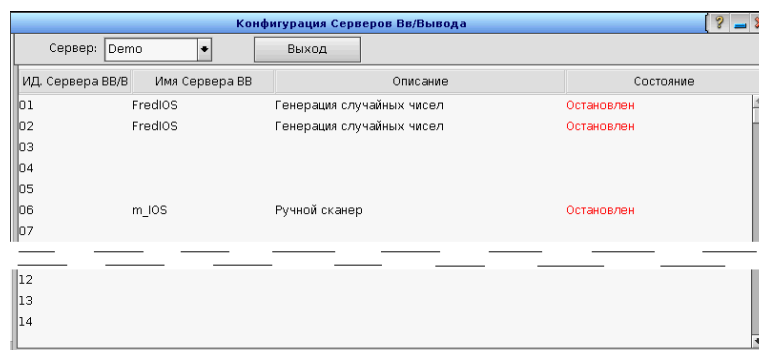 Конфигурация Серверов Вв/Вывода
Сервер: Demo Выход
ИД. Сервера ВВ/В Имя Сервера ВВ Описание Состояние
01 FredIOS Генерация случайных чисел Остановлен
02 FredIOS Генерация случайных чисел Остановлен
03
04
05
06 m_IOS Ручной сканер Остановлен
07
12
13
14